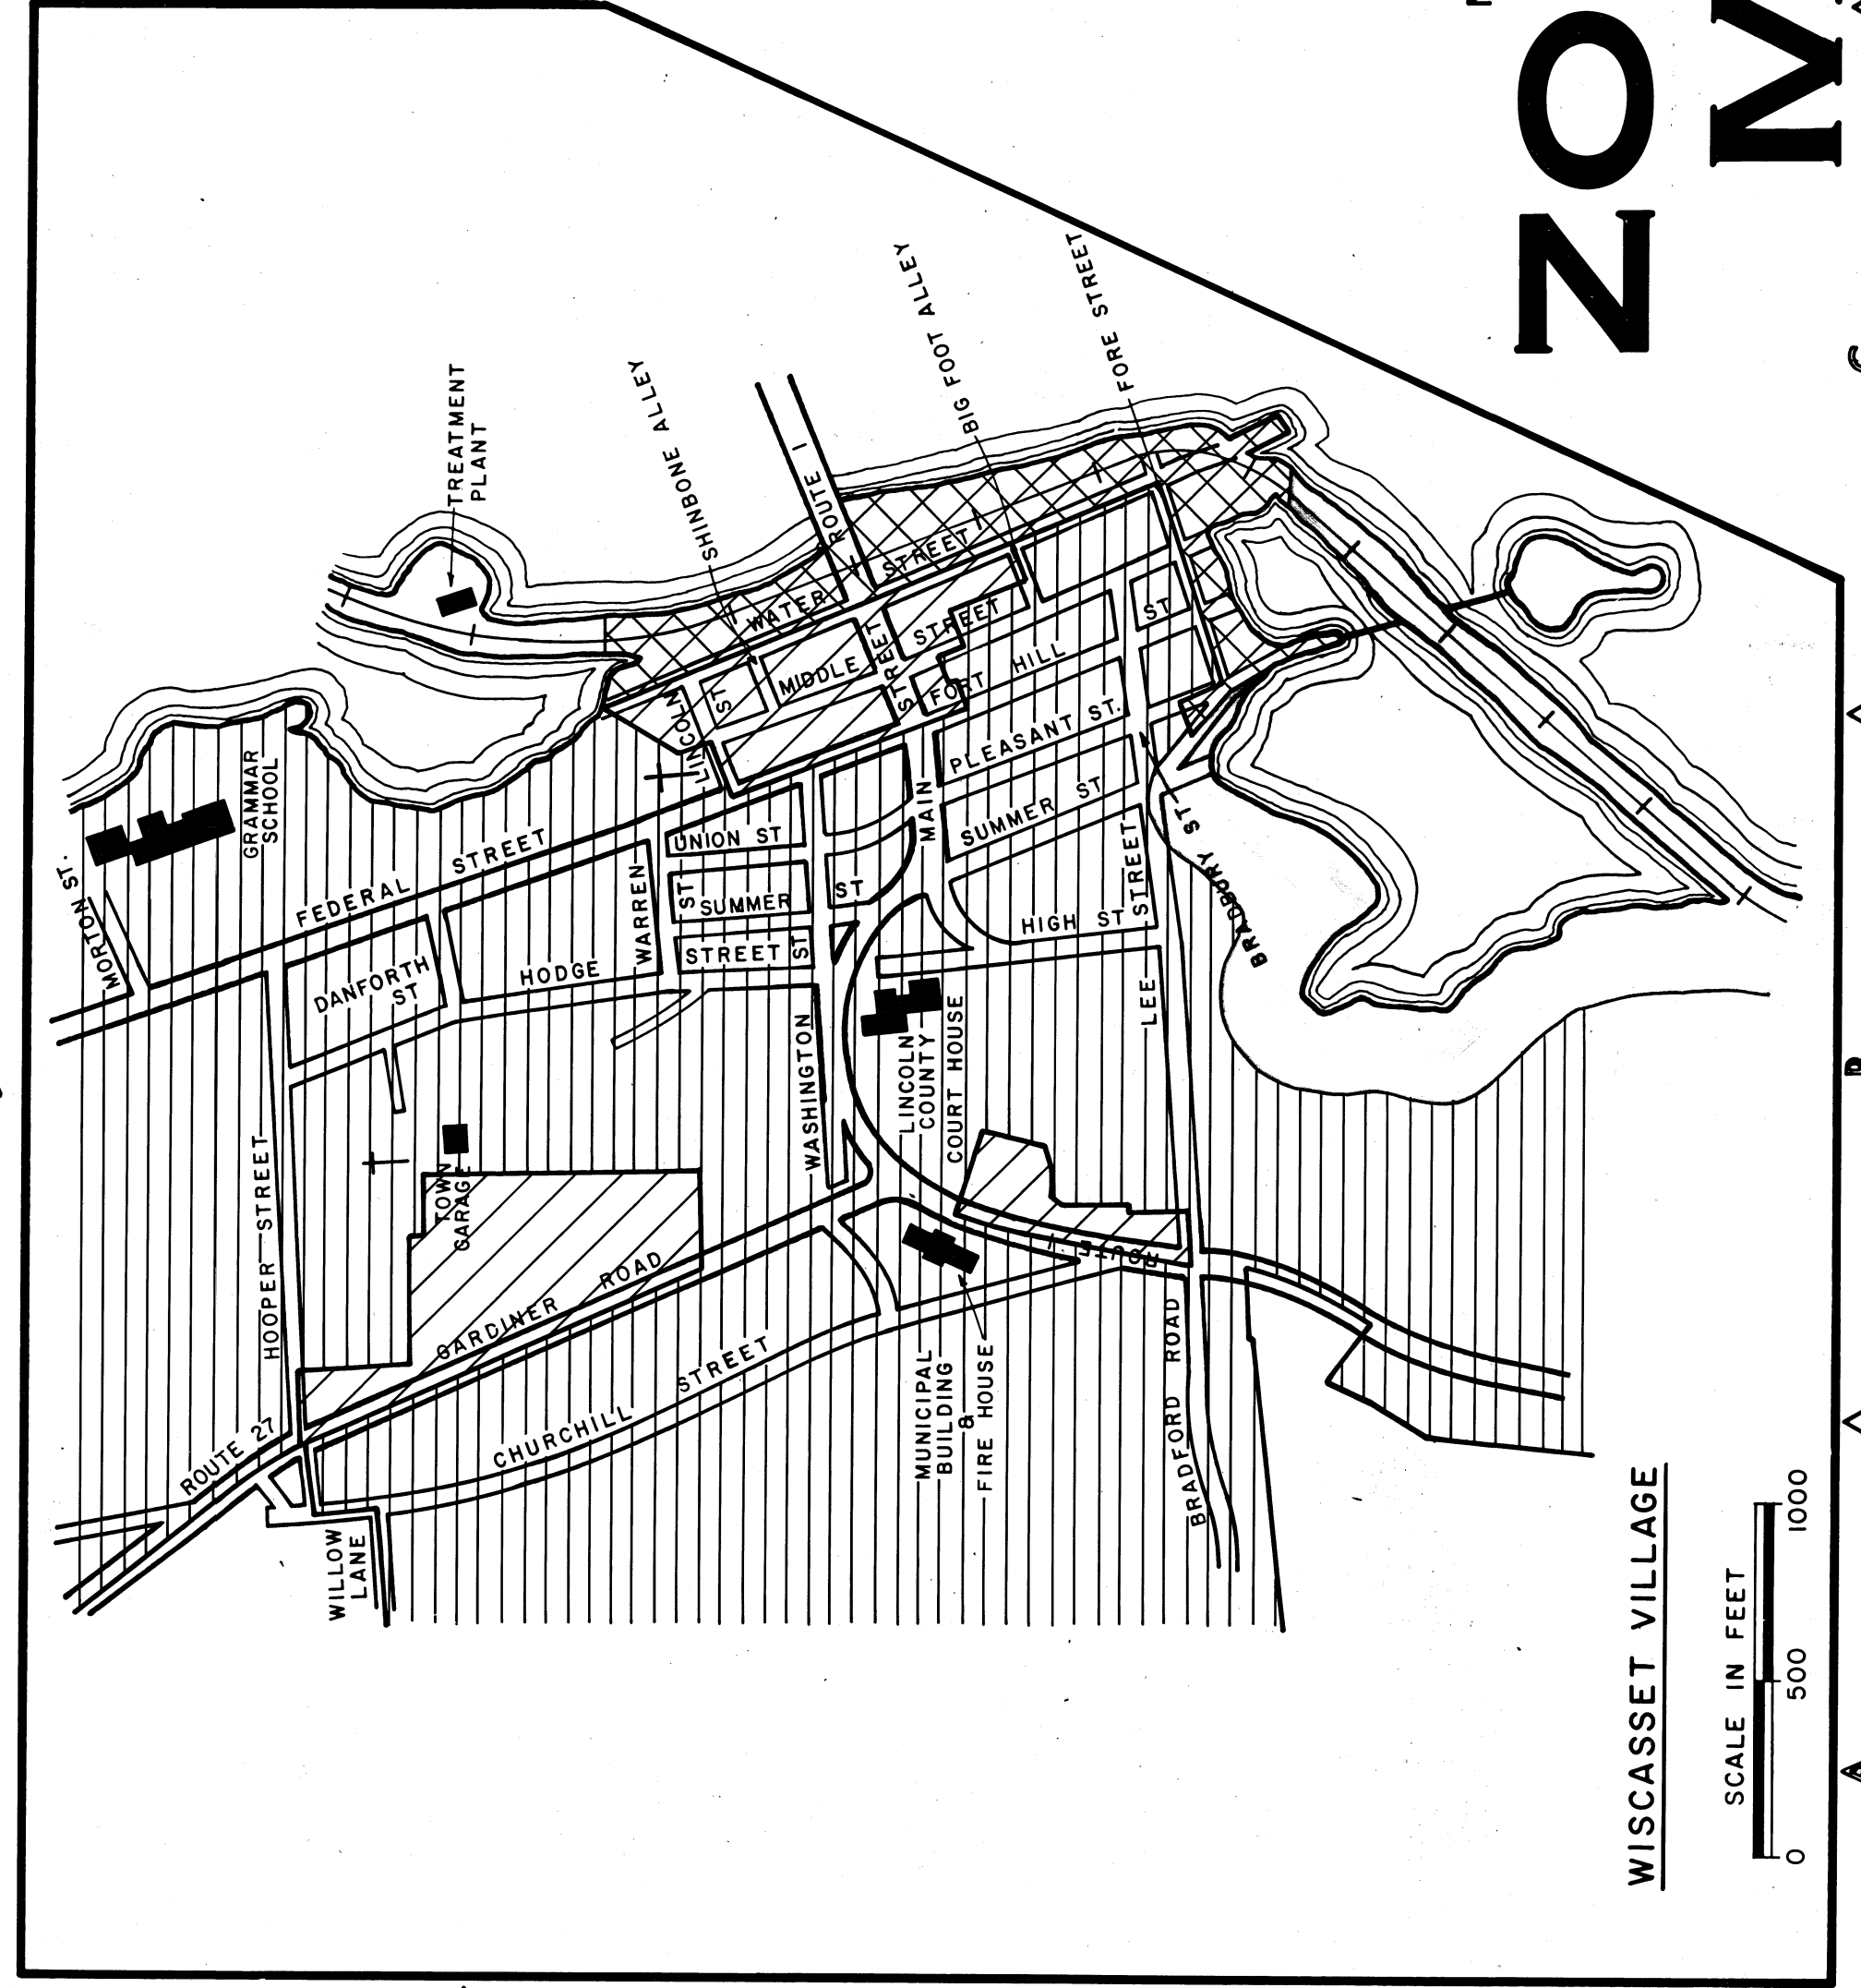 TREATMENT
PLANT
SHINBONE ALLEY
BIG FOOT ALLEY
FORE STREET
ROUTE 1
WATER STREET
MIDDLE STREET
LINCOLN ST
FORT HILL ST
MAIN STREET
PLEASANT ST.
SUMMER ST
HIGH ST
LEE STREET
BRADBURY ST
GRAMMAR
SCHOOL
MORTON ST.
FEDERAL STREET
DANFORTH
ST
HODGE STREET
WARREN ST
UNION ST
SUMMER ST
WASHINGTON ST
LINCOLN
COUNTY
COURT HOUSE
HOOPER STREET
TOWN
GARAGE
GARDINER ROAD
ROUTE 27
CHURCHILL STREET
WILLOW
LANE
ROUTE 1
MUNICIPAL
BUILDING
&
FIRE HOUSE
BRADFORD ROAD
WISCASSET VILLAGE
SCALE IN FEET
0 500 1000
ZO
M